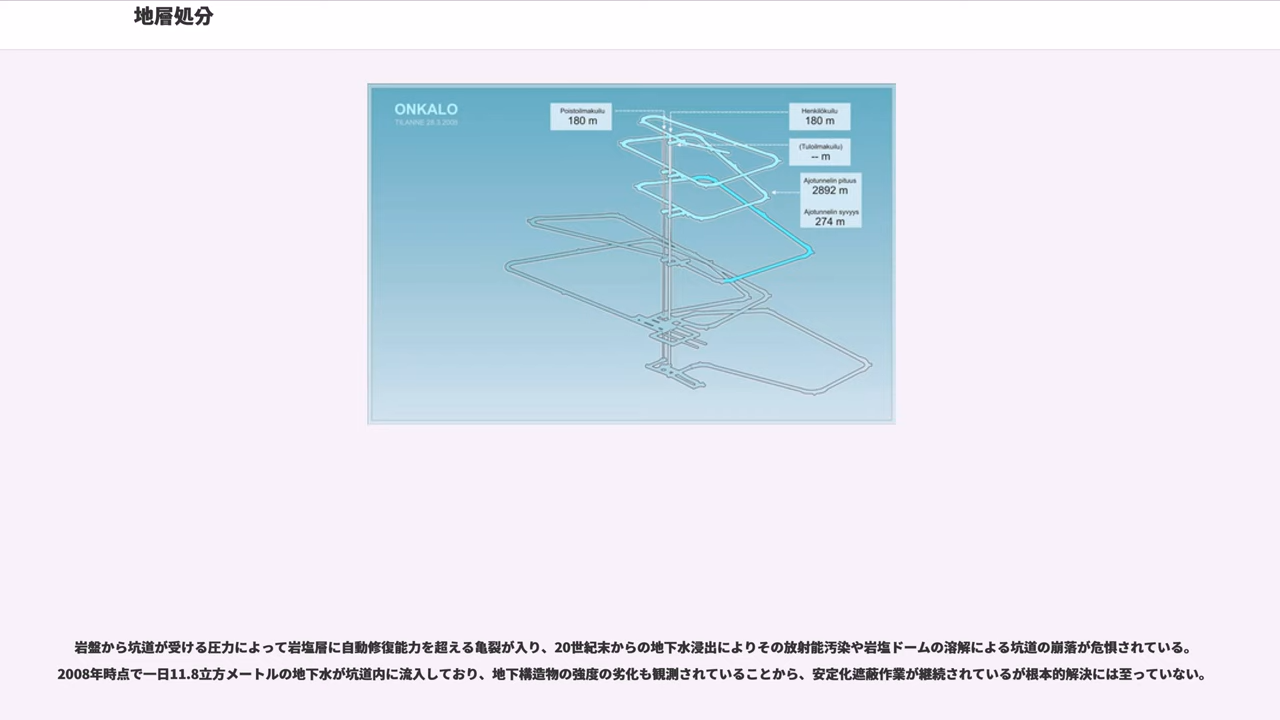 地層処分
ONKALO
TILANNE 28.3.2008
Poistoilmakuilu
180 m
Henkilökuilu
180 m
(Tuloilmakuilu)
-- m
Ajotunnelin pituus
2892 m
Ajotunnelin syvyys
274 m
岩盤から坑道が受ける圧力によって岩塩層に自動修復能力を超える亀裂が入り、20世紀末からの地下水浸出によりその放射能汚染や岩塩ドームの溶解による坑道の崩落が危惧されている。
2008年時点で一日11.8立方メートルの地下水が坑道内に流入しており、地下構造物の強度の劣化も観測されていることから、安定化遮蔽作業が継続されているが根本的解決には至っていない。